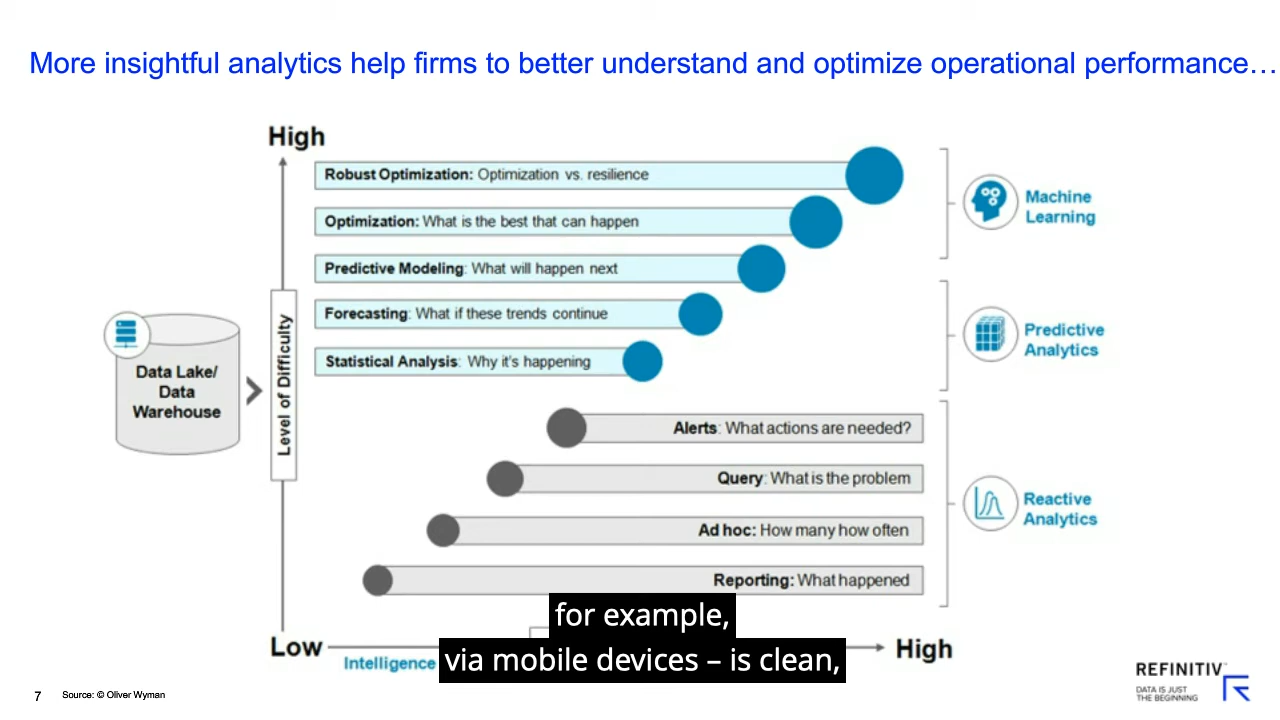 More insightful analytics help firms to better understand and optimize operational performance…
High
Robust Optimization: Optimization vs. resilience
Optimization: What is the best that can happen
Predictive Modeling: What will happen next
Forecasting: What if these trends continue
Statistical Analysis: Why it's happening
Machine
Learning
Predictive
Analytics
Data Lake/
Data
Warehouse
Level of Difficulty
Alerts: What actions are needed?
Query: What is the problem
Ad hoc: How many how often
Reporting: What happened
Reactive
Analytics
for example,
via mobile devices – is clean,
Low
High
Intelligence
7
Source: © Oliver Wyman
REFINITIV
DATA IS JUST
THE BEGINNING